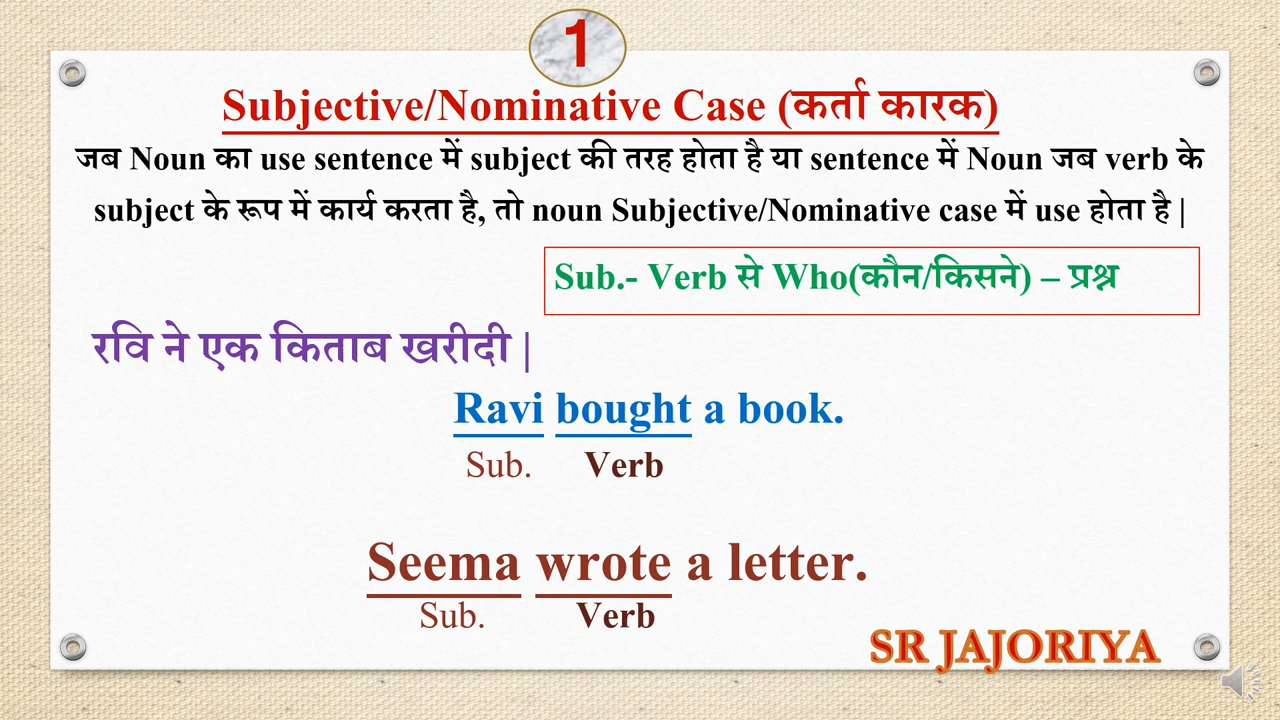 1
Subjective/Nominative Case (कर्ता कारक)
जब Noun का use sentence में subject की तरह होता है या sentence में Noun जब verb के
subject के रूप में कार्य करता है, तो noun Subjective/Nominative case में use होता है |
Sub.- Verb से Who(कौन/किसने) – प्रश्न
रवि ने एक किताब खरीदी |
Ravi bought a book.
Sub. Verb
Seema wrote a letter.
Sub. Verb
SR JAJORIYA